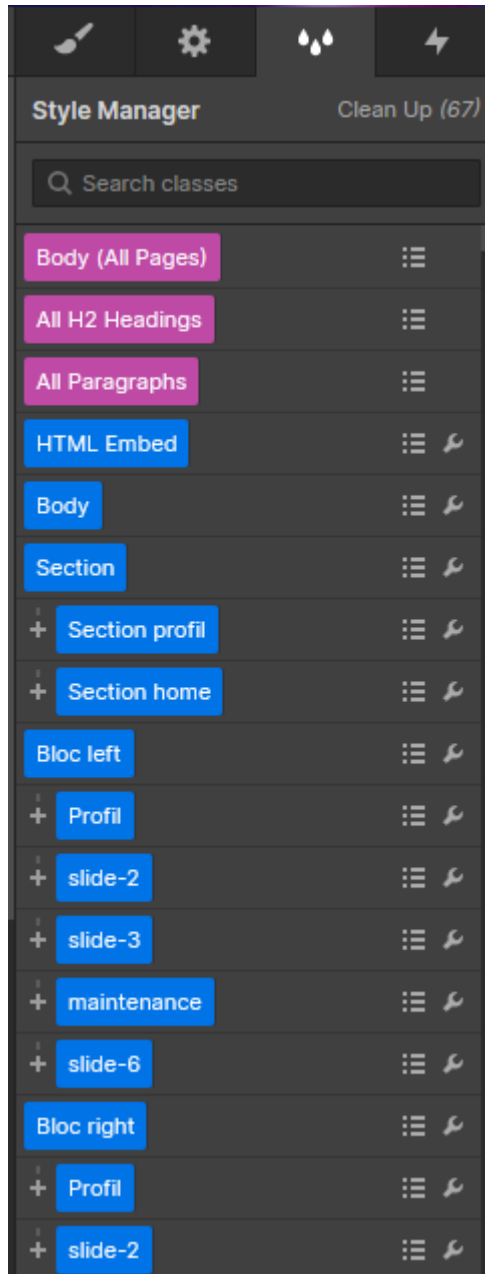 Style Manager Clean Up (67)
Search classes
Body (All Pages)
All H2 Headings
All Paragraphs
HTML Embed
Body
Section
Section profil
Section home
Bloc left
Profil
slide-2
slide-3
maintenance
slide-6
Bloc right
Profil
slide-2